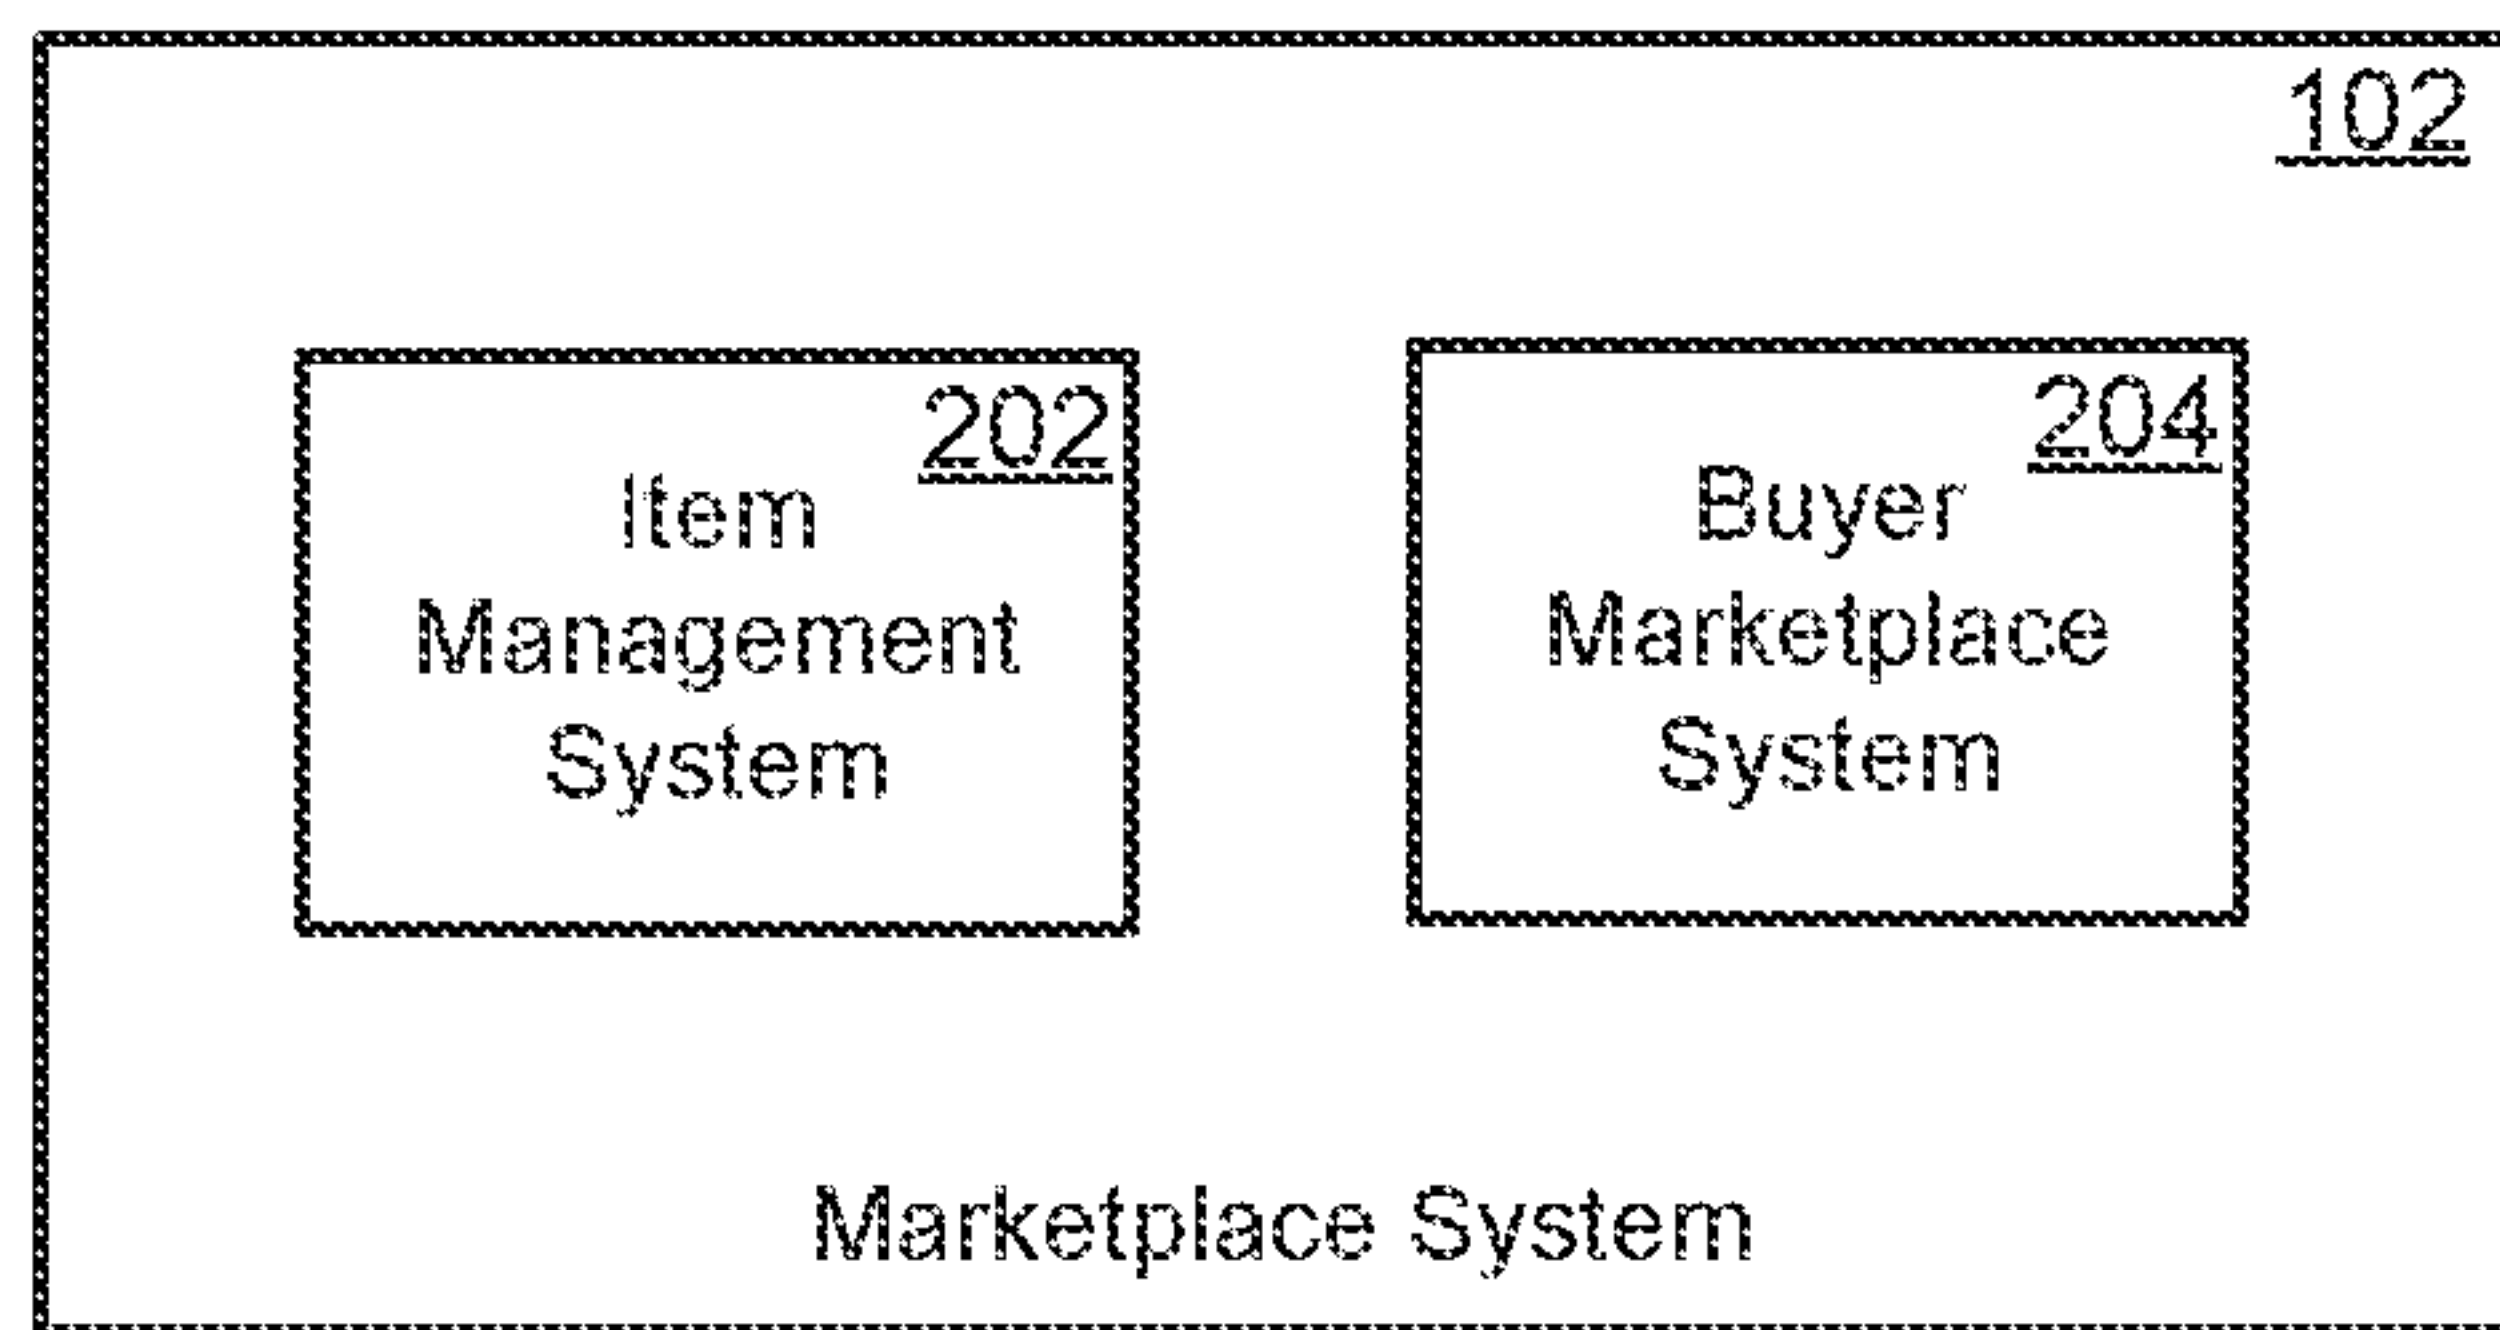 102
202
Item
Management
System
204
Buyer
Marketplace
System
Marketplace System